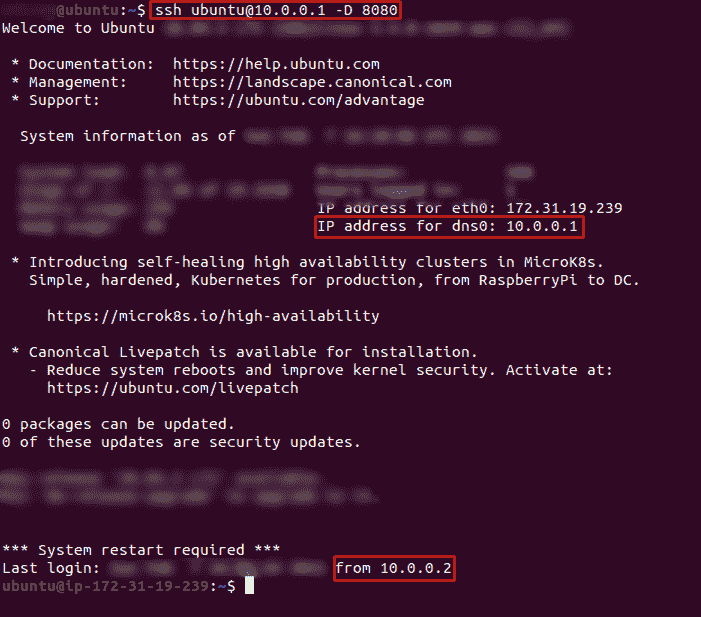 @ubuntu:~$ ssh ubuntu@10.0.0.1 -D 8080
Welcome to Ubuntu
* Documentation:  https://help.ubuntu.com
* Management:     https://landscape.canonical.com
* Support:        https://ubuntu.com/advantage
System information as of
IP address for eth0: 172.31.19.239
IP address for dns0: 10.0.0.1
* Introducing self-healing high availability clusters in MicroK8s.
Simple, hardened, Kubernetes for production, from RaspberryPi to DC.
https://microk8s.io/high-availability
* Canonical Livepatch is available for installation.
- Reduce system reboots and improve kernel security. Activate at:
https://ubuntu.com/livepatch
0 packages can be updated.
0 of these updates are security updates.
*** System restart required ***
Last login: from 10.0.0.2
ubuntu@ip-172-31-19-239:~$